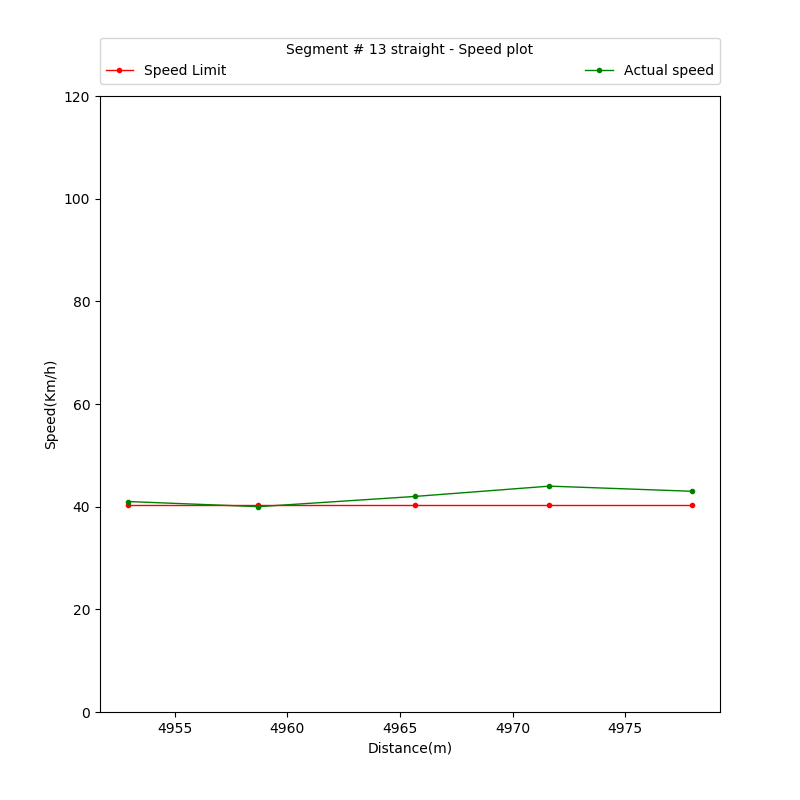 Segment # 13 straight - Speed plot
Speed Limit
Actual speed
120
100
80
60
40
20
0
Speed(Km/h)
4955 4960 4965 4970 4975
Distance(m)